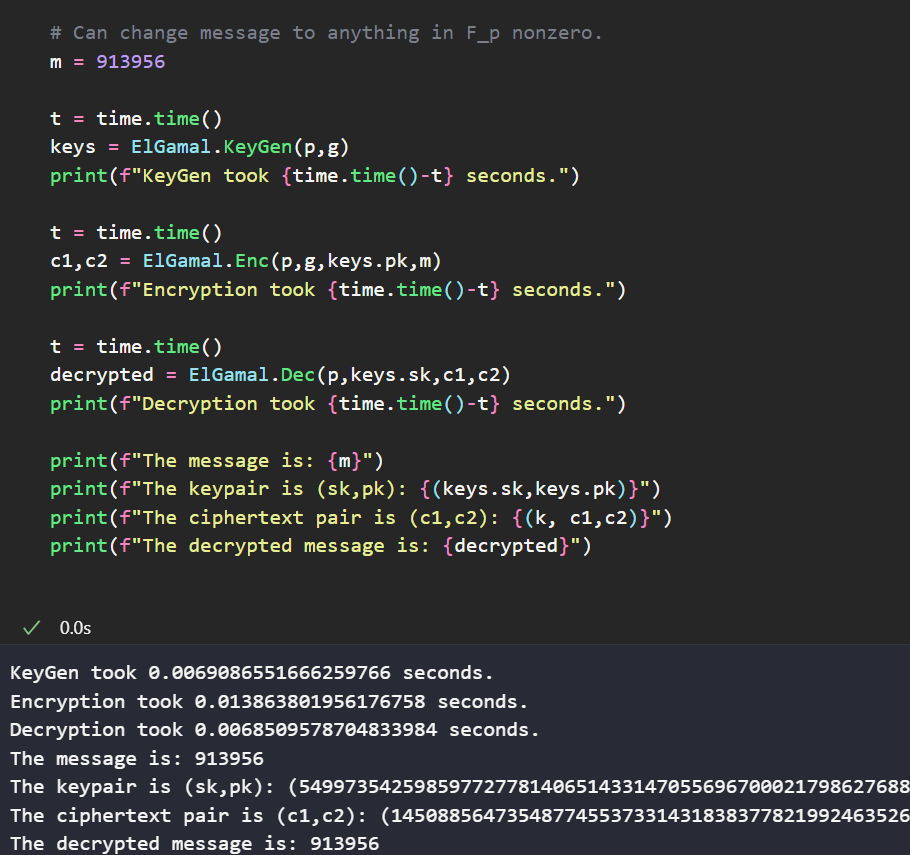 # Can change message to anything in F_p nonzero.
m = 913956
t = time.time()
keys = ElGamal.KeyGen(p,g)
print(f"KeyGen took {time.time()-t} seconds.")
t = time.time()
c1,c2 = ElGamal.Enc(p,g,keys.pk,m)
print(f"Encryption took {time.time()-t} seconds.")
t = time.time()
decrypted = ElGamal.Dec(p,keys.sk,c1,c2)
print(f"Decryption took {time.time()-t} seconds.")
print(f"The message is: {m}")
print(f"The keypair is (sk,pk): {(keys.sk,keys.pk)}")
print(f"The ciphertext pair is (c1,c2): {(k, c1,c2)}")
print(f"The decrypted message is: {decrypted}")
0.0s
KeyGen took 0.0069086551666259766 seconds.
Encryption took 0.013863801956176758 seconds.
Decryption took 0.0068509578704833984 seconds.
The message is: 913956
The keypair is (sk,pk): (54997354259859772778140651433147055696700021798627688
The ciphertext pair is (c1,c2): (145088564735487745537331431838377821992463526
The decrypted message is: 913956